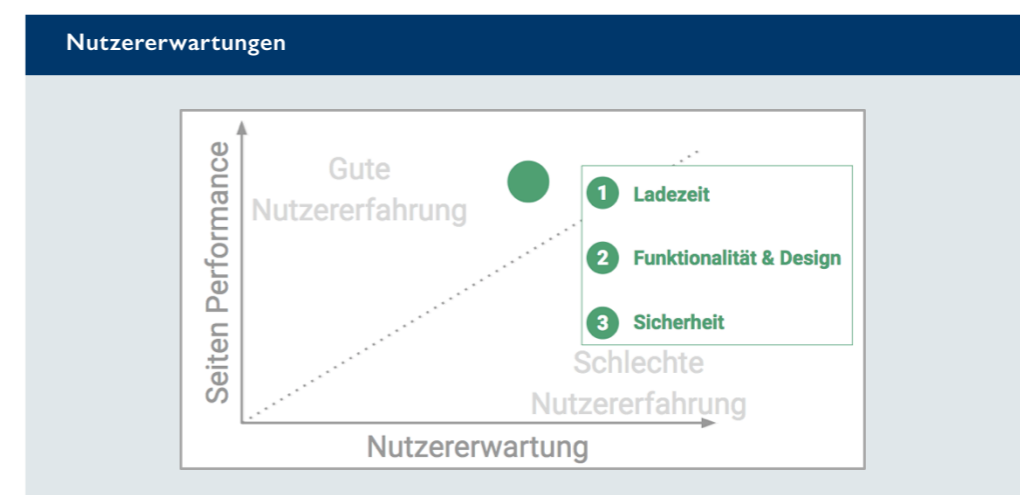 Nutzererwartungen
Seiten Performance
Gute
Nutzererfahrung
1 Ladezeit
2 Funktionalität & Design
3 Sicherheit
Schlechte
Nutzererfahrung
Nutzererwartung